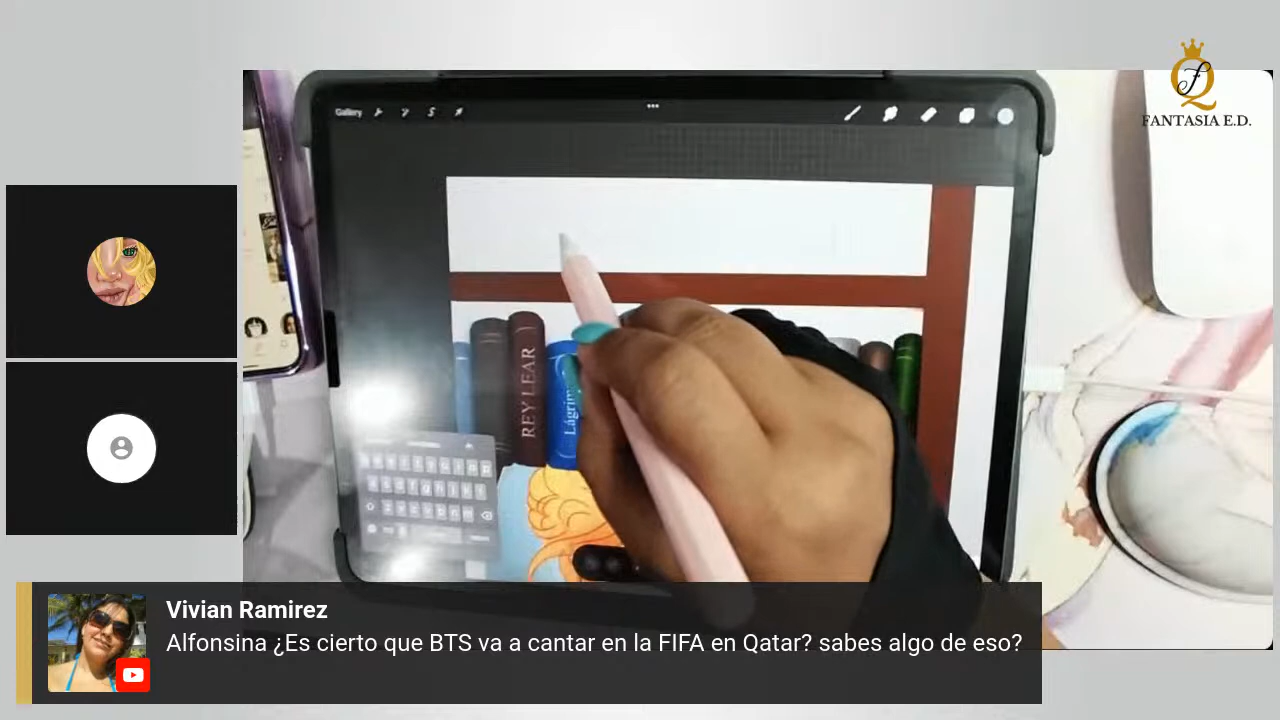 FANTASIA E.D.
Gallery
REY LEAR
Vivian Ramirez
Alfonsina ¿Es cierto que BTS va a cantar en la FIFA en Qatar? sabes algo de eso?